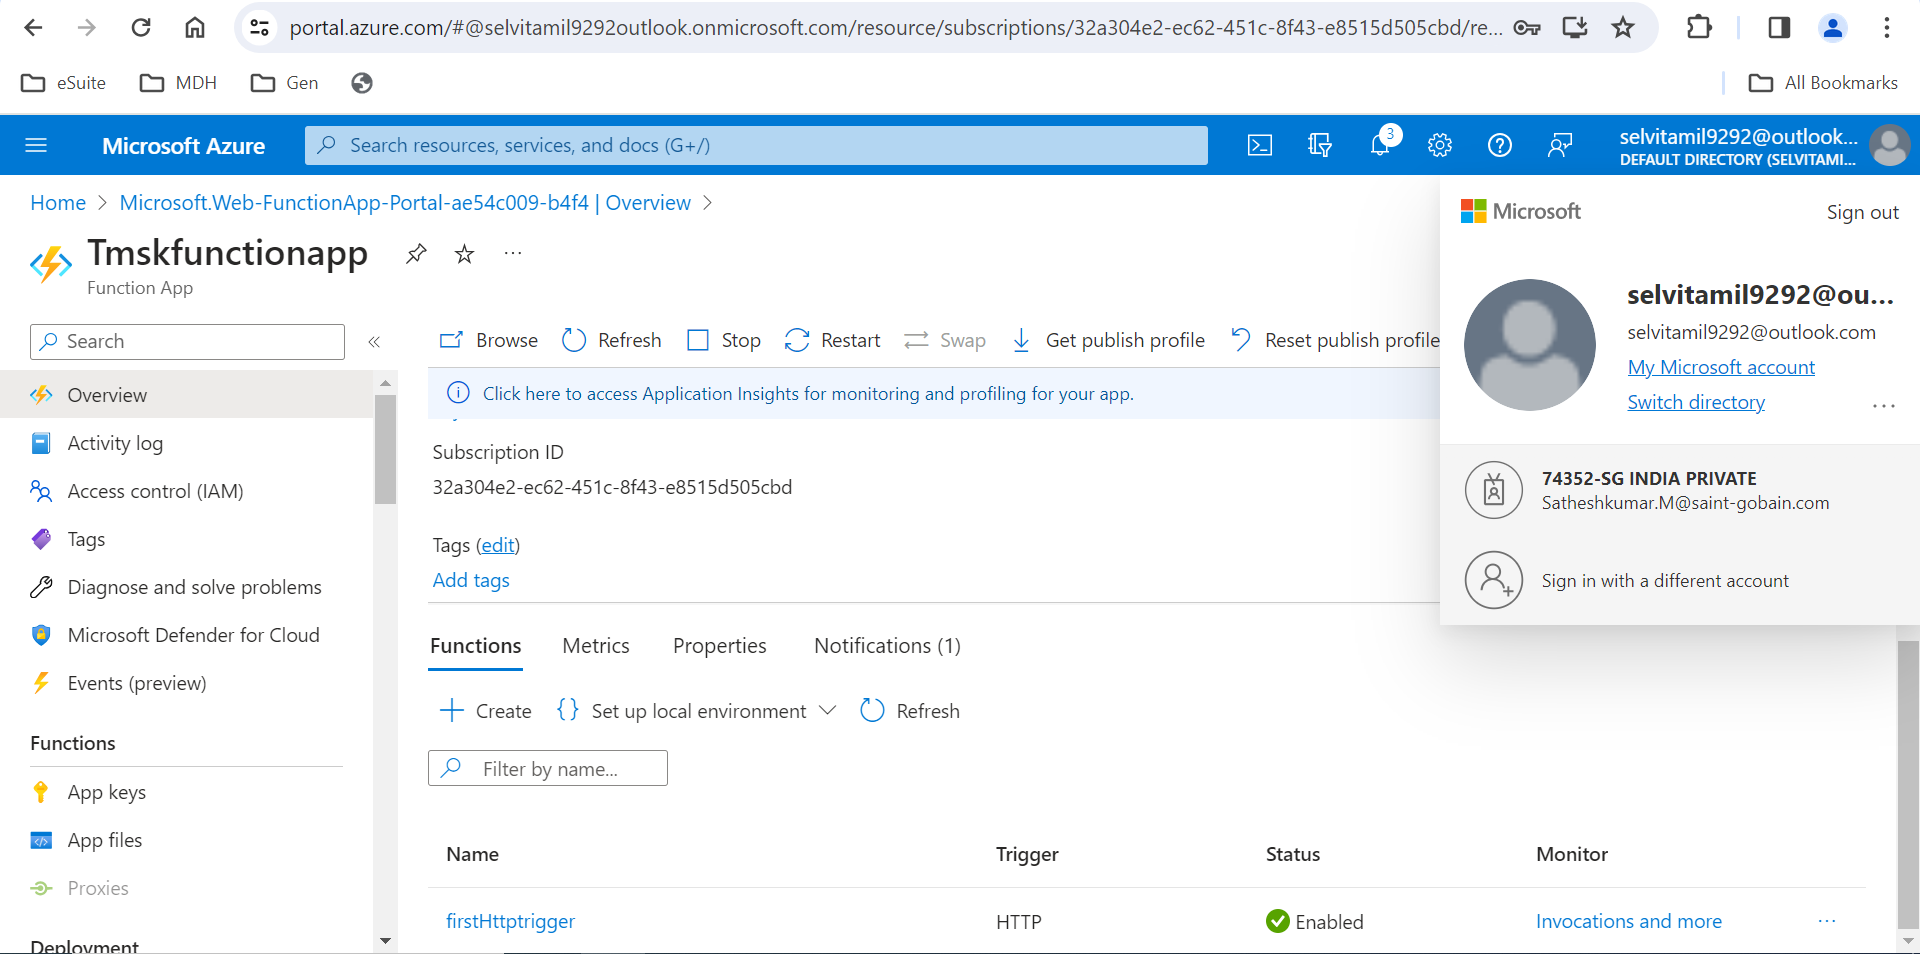 portal.azure.com/#@selvitamil9292outlook.onmicrosoft.com/resource/subscriptions/32a304e2-ec62-451c-8f43-e8515d505cbd/re...
eSuite MDH Gen All Bookmarks
Microsoft Azure
Search resources, services, and docs (G+/)
3
selvitamil9292@outlook...
DEFAULT DIRECTORY (SELVITAMI...
Home > Microsoft.Web-FunctionApp-Portal-ae54c009-b4f4 | Overview >
Tmskfunctionapp
Function App
Search
Overview
Activity log
Access control (IAM)
Tags
Diagnose and solve problems
Microsoft Defender for Cloud
Events (preview)
Functions
App keys
App files
Proxies
Deployment
Browse Refresh Stop Restart Swap Get publish profile Reset publish profile
Click here to access Application Insights for monitoring and profiling for your app.
Subscription ID
32a304e2-ec62-451c-8f43-e8515d505cbd
Tags (edit)
Add tags
Functions Metrics Properties Notifications (1)
Create Set up local environment Refresh
Filter by name...
Name Trigger Status Monitor
firstHttptrigger HTTP Enabled Invocations and more ...
Microsoft
Sign out
selvitamil9292@ou...
selvitamil9292@outlook.com
My Microsoft account
Switch directory
...
74352-SG INDIA PRIVATE
Satheshkumar.M@saint-gobain.com
Sign in with a different account